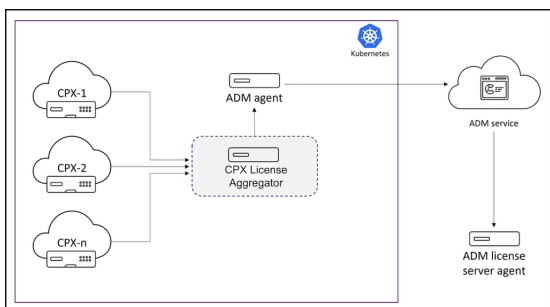 Kubernetes
CPX-1
ADM agent
ADM service
CPX-2
CPX License
Aggregator
CPX-n
ADM license
server agent